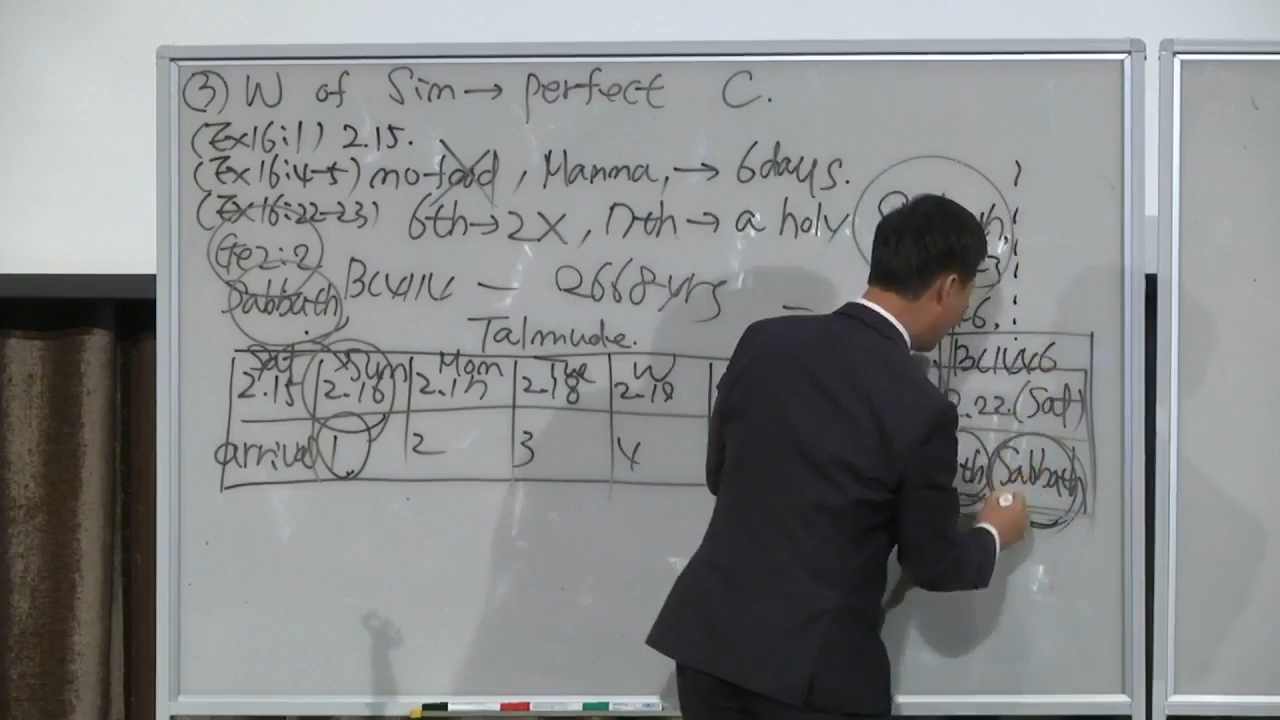 ③ W of Sim → perfect C.
(Ex16:1) 2.15.
(Ex16:4-5) no food, Manna, → 6days.
(Ex16:22-23) 6th → 2X, 7th → a holy
Ge2:2
Sabbath
2668yrs
Talmude.
BC1446
Sat Sun Mon Tue W
2.15 2.16 2.17 2.18 2.19 2.22.(Sat)
arrival 1 2 3 4 th Sabbath